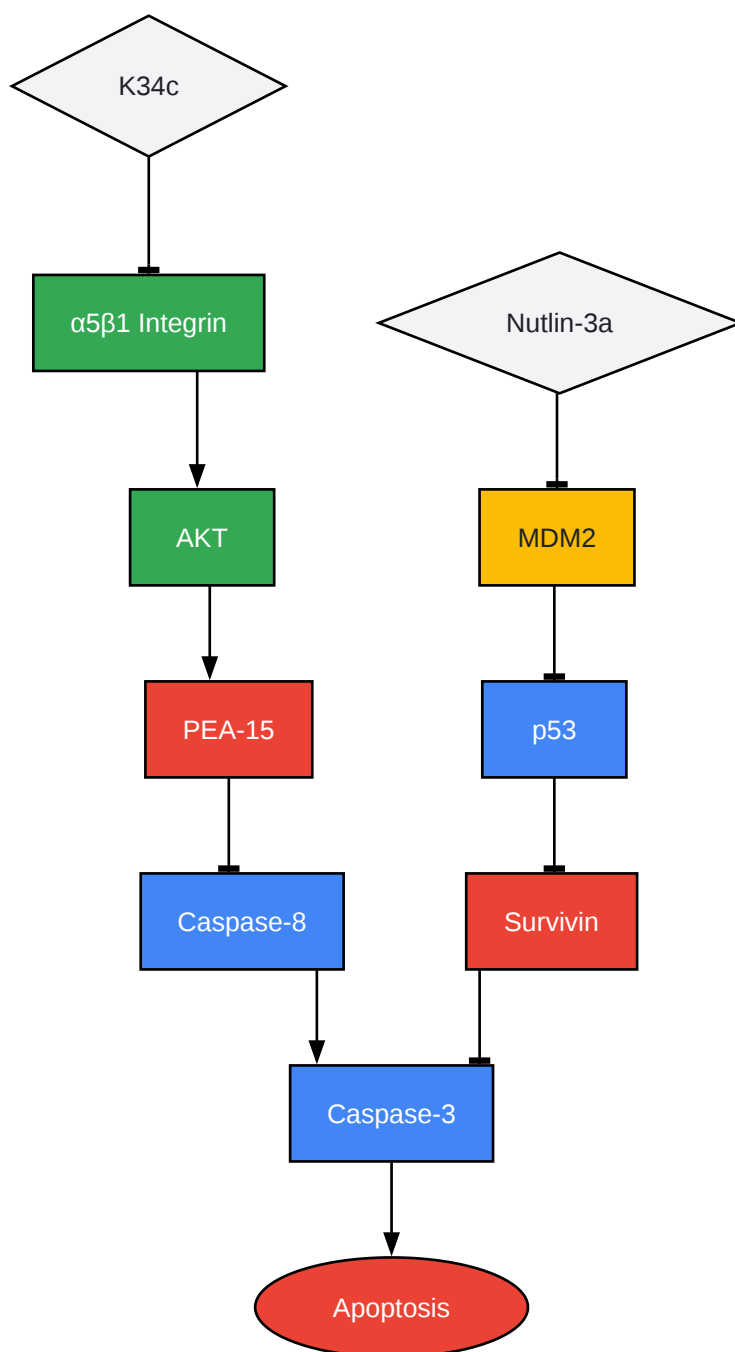 K34c
α5β1 Integrin
Nutlin-3a
AKT
MDM2
PEA-15
p53
Caspase-8
Survivin
Caspase-3
Apoptosis